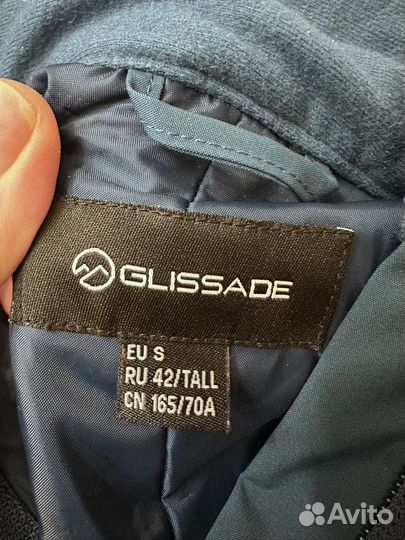 GLISSADE
EU S
RU 42/TALL
CN 165/70A
Avito